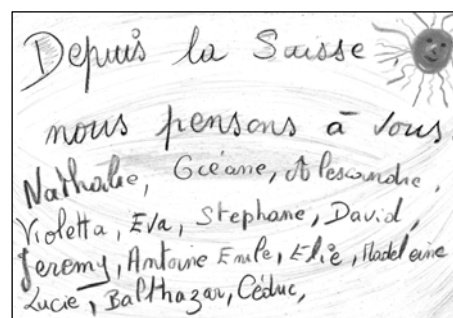 Depuis la Suisse
nous pensons à vous.
Nathalie, Océane, Alescandre,
Violetta, Eva, Stephane, David,
Jeremy, Antoine Emile, Elie, Madeleine
Lucie, Balthazar, Cédric,